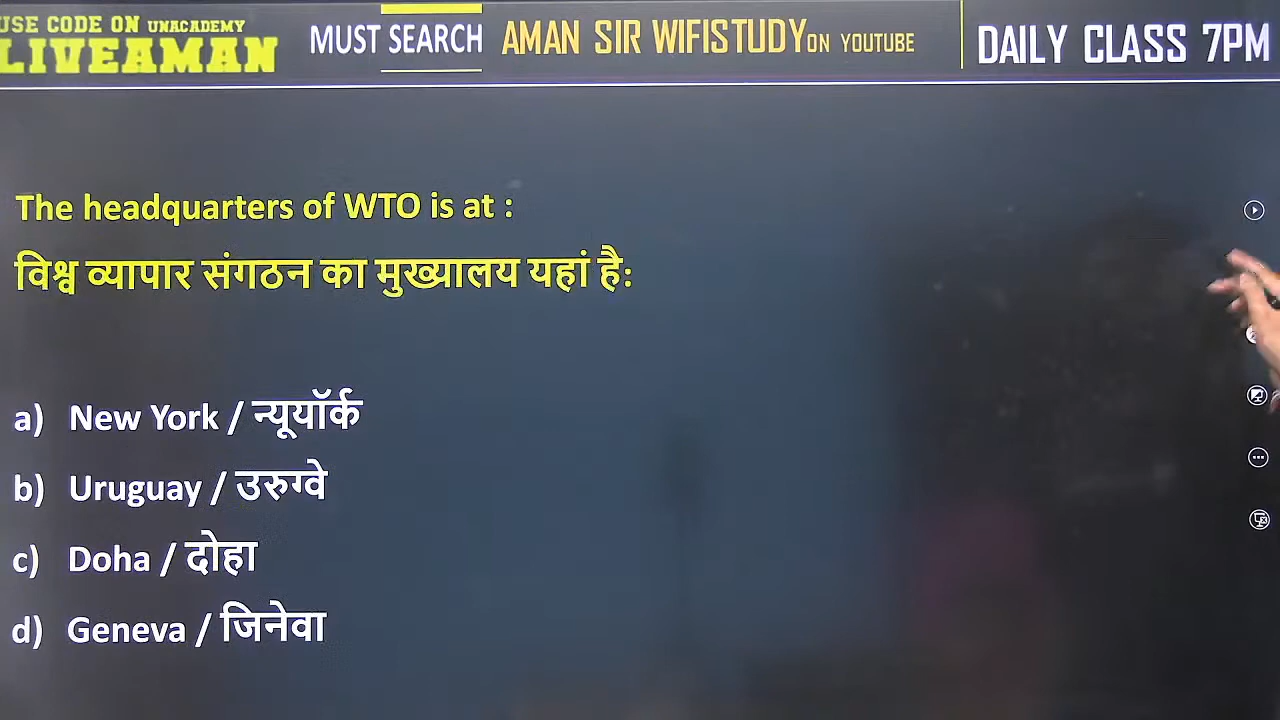 USE CODE ON UNACADEMY
LIVEAMAN
MUST SEARCH
AMAN SIR WIFISTUDY ON YOUTUBE
DAILY CLASS 7PM
The headquarters of WTO is at :
विश्व व्यापार संगठन का मुख्यालय यहां है:
a) New York / न्यूयॉर्क
b) Uruguay / उरुग्वे
c) Doha / दोहा
d) Geneva / जिनेवा